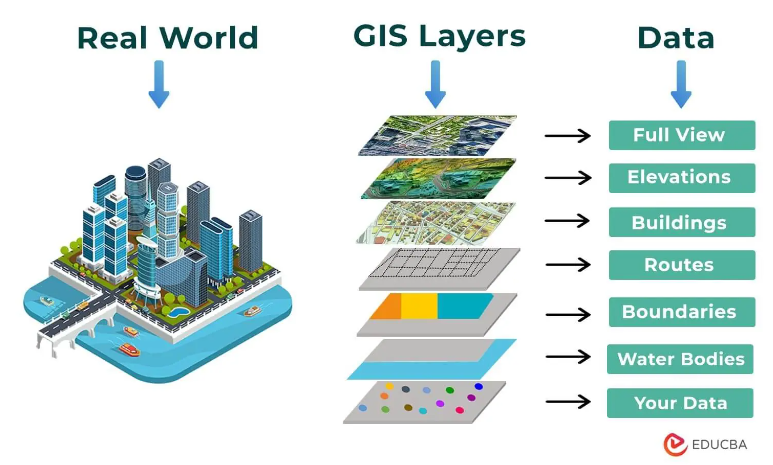 Real World
GIS Layers
Data
Full View
Elevations
Buildings
Routes
Boundaries
Water Bodies
Your Data
EDUCBA